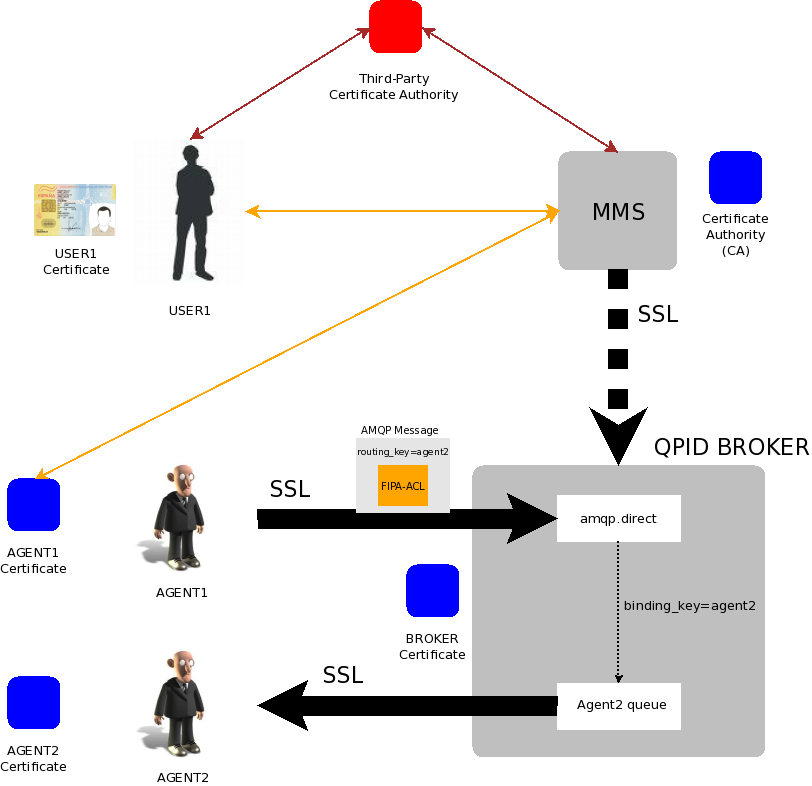 Third-Party
Certificate Authority
MMS
Certificate
Authority
(CA)
ESPAÑA
USER1
Certificate
USER1
SSL
AMQP Message
QPID BROKER
routing_key=agent2
FIPA-ACL
SSL
amqp.direct
AGENT1
Certificate
AGENT1
binding_key=agent2
BROKER
Certificate
SSL
Agent2 queue
AGENT2
Certificate
AGENT2